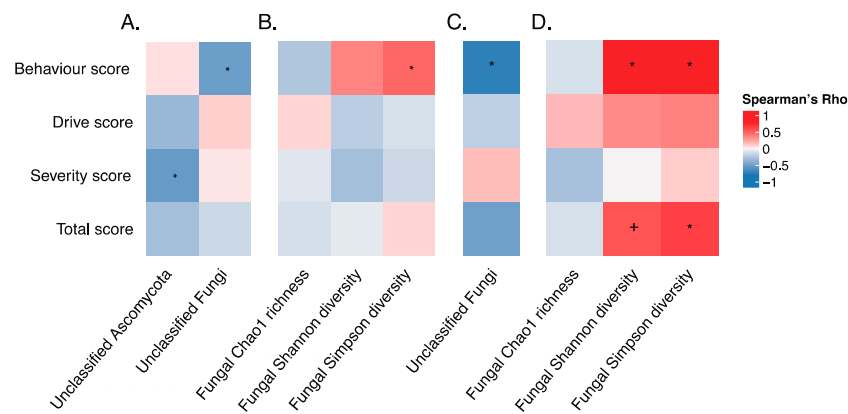 A.
B.
C.
D.
Behaviour score
Drive score
Severity score
Total score
*
*
*
*
*
*
+
*
Unclassified Ascomycota
Unclassified Fungi
Fungal Chao1 richness
Fungal Shannon diversity
Fungal Simpson diversity
Unclassified Fungi
Fungal Chao1 richness
Fungal Shannon diversity
Fungal Simpson diversity
Spearman's Rho
1
0.5
0
−0.5
−1